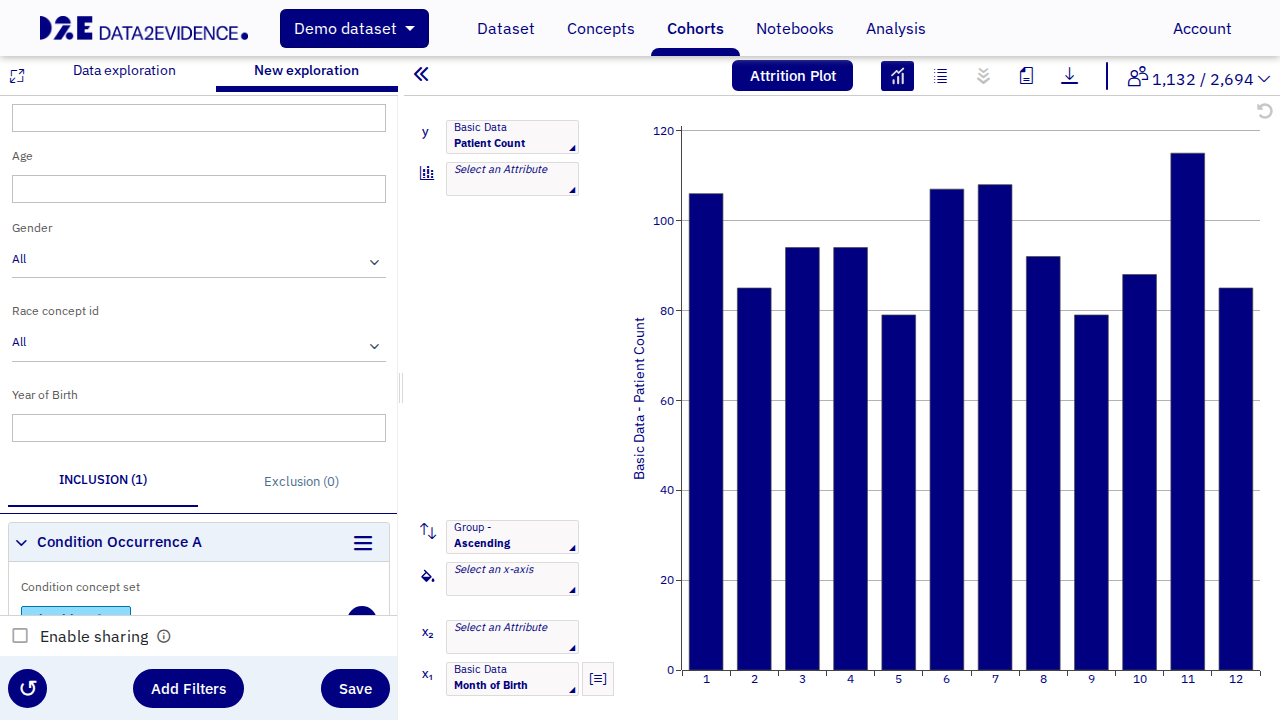 DATA2EVIDENCE.
Demo dataset
Dataset
Concepts
Cohorts
Notebooks
Analysis
Account
Data exploration
New exploration
Attrition Plot
1,132 / 2,694
Age
Gender
All
Race concept id
All
Year of Birth
INCLUSION (1)
Exclusion (0)
Condition Occurrence A
Condition concept set
Enable sharing
Add Filters
Save
y
Basic Data
Patient Count
Select an Attribute
Group -
Ascending
Select an x-axis
x₂
Select an Attribute
x₁
Basic Data
Month of Birth
Basic Data - Patient Count
120
100
80
60
40
20
0
1 2 3 4 5 6 7 8 9 10 11 12